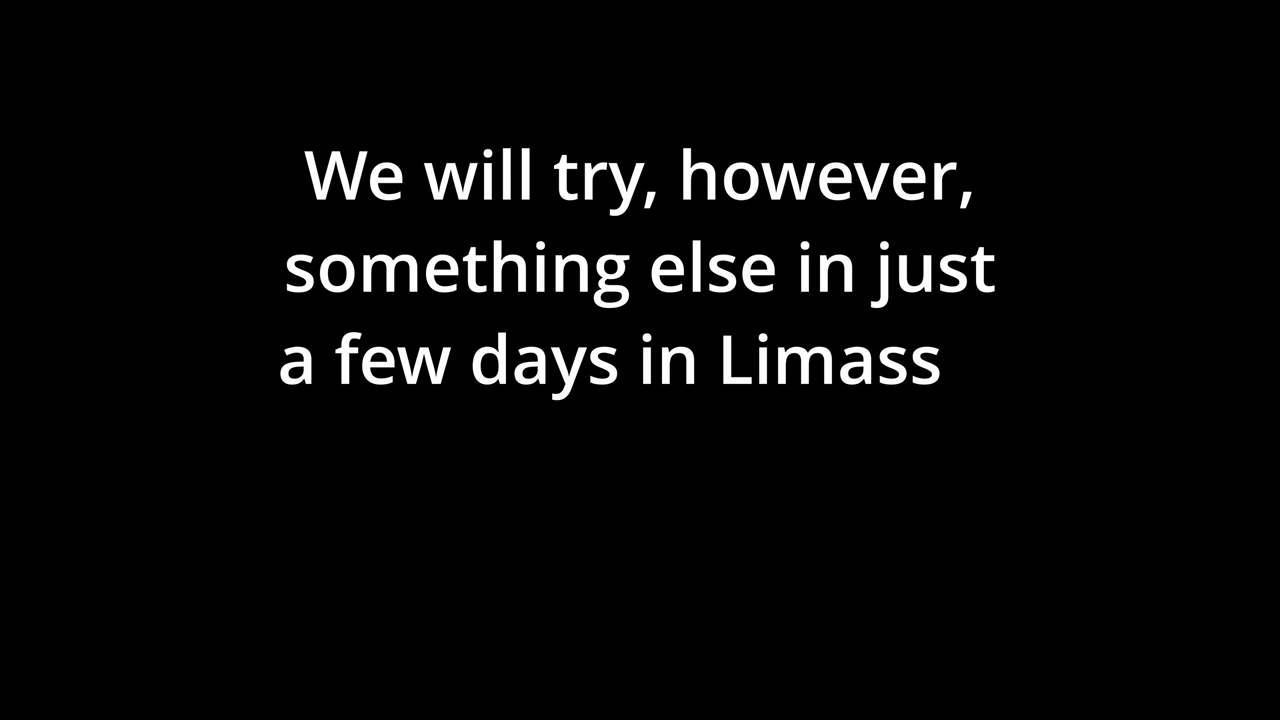 We will try, however,
something else in just
a few days in Limass